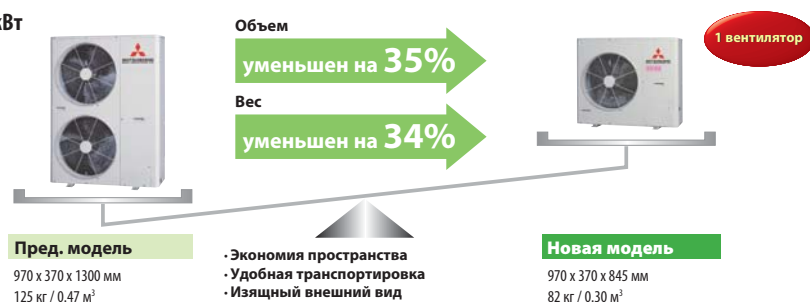 кВт
Объем
уменьшен на 35%
Вес
уменьшен на 34%
1 вентилятор
Пред. модель
970 x 370 x 1300 мм
125 кг / 0.47 м³
· Экономия пространства
· Удобная транспортировка
· Изящный внешний вид
Новая модель
970 x 370 x 845 мм
82 кг / 0.30 м³